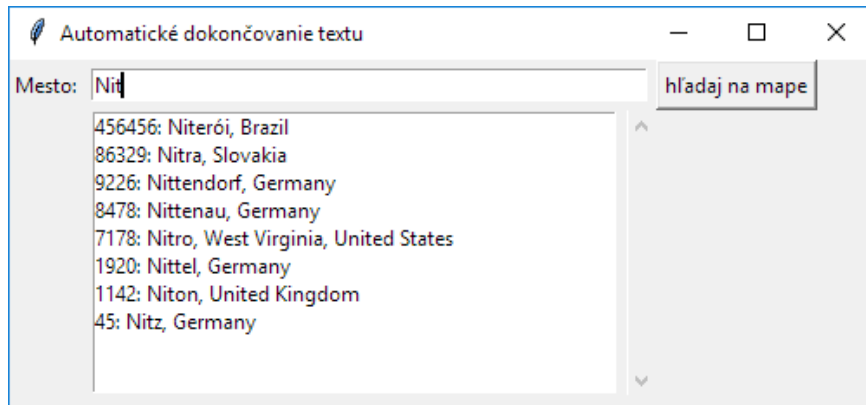 Automatické dokončovanie textu
Mesto: Nit hľadaj na mape
456456: Niterói, Brazil
86329: Nitra, Slovakia
9226: Nittendorf, Germany
8478: Nittenau, Germany
7178: Nitro, West Virginia, United States
1920: Nittel, Germany
1142: Niton, United Kingdom
45: Nitz, Germany